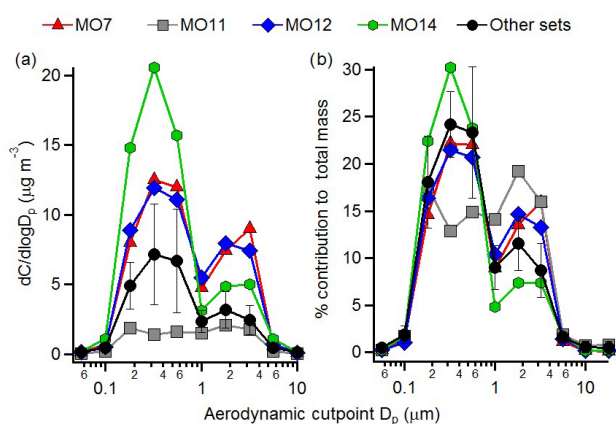 MO7 MO11 MO12 MO14 Other sets
(a) (b)
dC/dlogDp (µg m⁻³)
20
15
10
5
0
% contribution to total mass
30
25
20
15
10
5
0
6 0.1 2 4 6 1 2 4 6 10
6 0.1 2 4 6 1 2 4 6 10
Aerodynamic cutpoint Dp (µm)